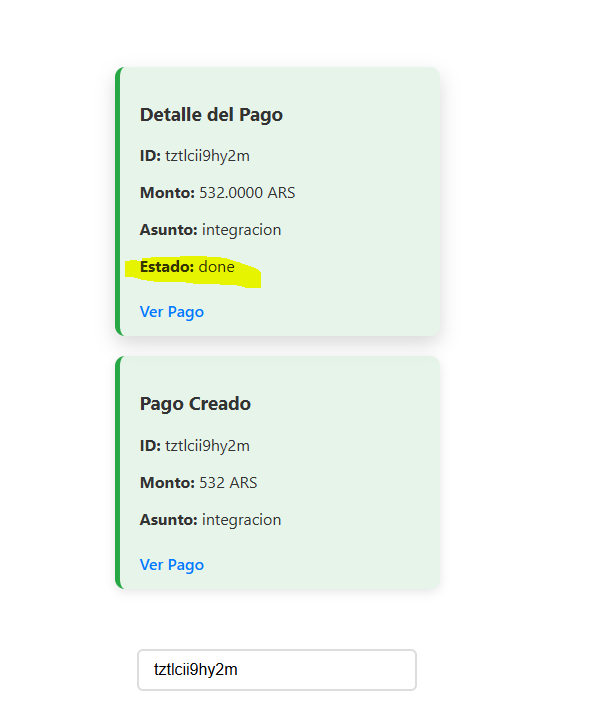 Detalle del Pago
ID: tztlcii9hy2m
Monto: 532.0000 ARS
Asunto: integracion
Estado: done
Ver Pago
Pago Creado
ID: tztlcii9hy2m
Monto: 532 ARS
Asunto: integracion
Ver Pago
tztlcii9hy2m